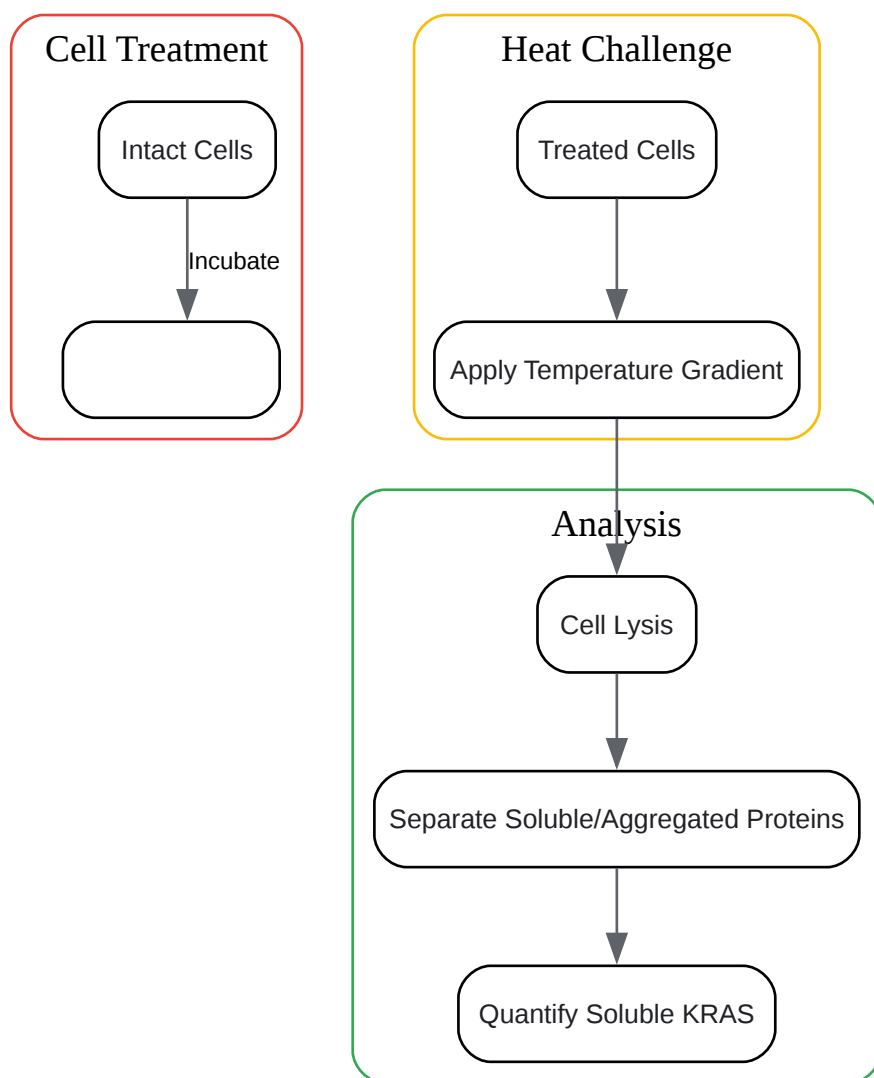 Cell Treatment
Intact Cells
Incubate
Heat Challenge
Treated Cells
Apply Temperature Gradient
Analysis
Cell Lysis
Separate Soluble/Aggregated Proteins
Quantify Soluble KRAS